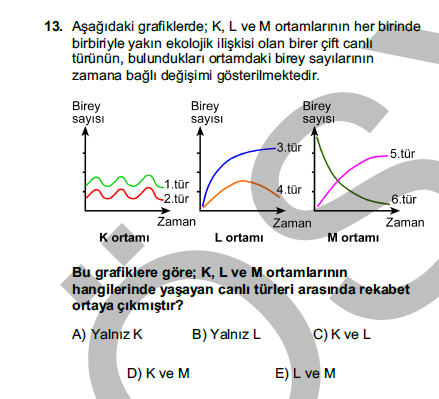 13. Aşağıdaki grafiklerde; K, L ve M ortamlarının her birinde
birbiriyle yakın ekolojik ilişkisi olan birer çift canlı
türünün, bulundukları ortamdaki birey sayılarının
zamana bağlı değişimi gösterilmektedir.
Birey sayısı
1.tür
2.tür
Zaman
K ortamı
Birey sayısı
3.tür
4.tür
Zaman
L ortamı
Birey sayısı
5.tür
6.tür
Zaman
M ortamı
Bu grafiklere göre; K, L ve M ortamlarının
hangilerinde yaşayan canlı türleri arasında rekabet
ortaya çıkmıştır?
A) Yalnız K B) Yalnız L C) K ve L
D) K ve M E) L ve M